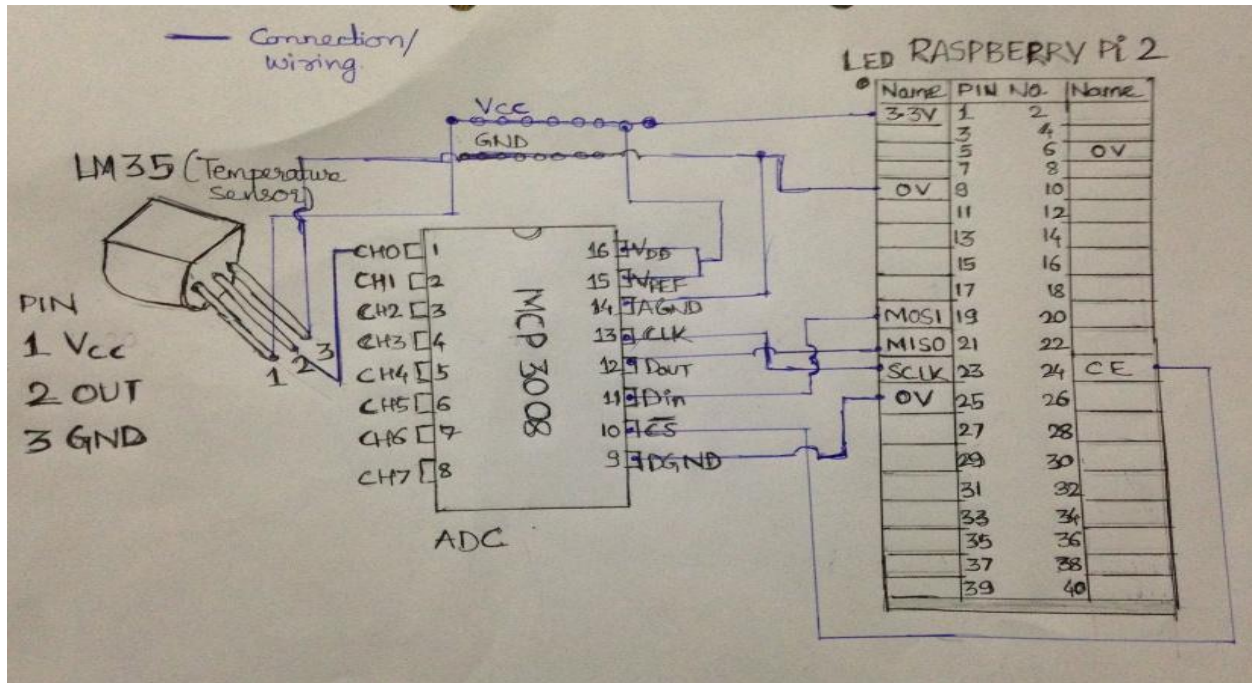 Connection/
wiring.
LED RASPBERRY Pi 2
Name PIN NO. Name
3.3V 1 2
3 4
5 6 0V
7 8
0V 9 10
11 12
13 14
15 16
17 18
MOSI 19 20
MISO 21 22
SCLK 23 24 CE
0V 25 26
27 28
29 30
31 32
33 34
35 36
37 38
39 40
Vcc
GND
LM35 (Temperature
Sensor)
PIN
1 Vcc
2 OUT
3 GND
1 2 3
CH0 1
CH1 2
CH2 3
CH3 4
CH4 5
CH5 6
CH6 7
CH7 8
MCP 3008
16 VDD
15 VREF
14 AGND
13 CLK
12 Dout
11 Din
10 C̅S̅
9 DGND
ADC